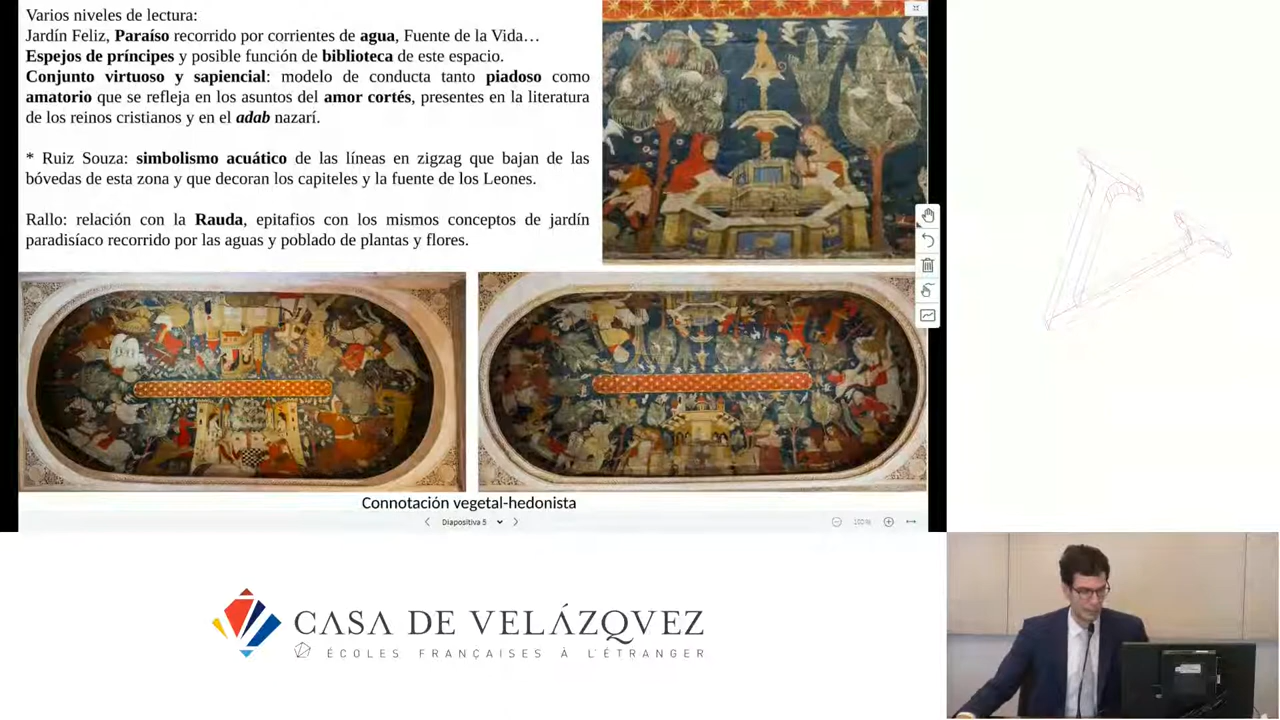 Varios niveles de lectura:
Jardín Feliz, Paraíso recorrido por corrientes de agua, Fuente de la Vida…
Espejos de príncipes y posible función de biblioteca de este espacio.
Conjunto virtuoso y sapiencial: modelo de conducta tanto piadoso como
amatorio que se refleja en los asuntos del amor cortés, presentes en la literatura
de los reinos cristianos y en el adab nazarí.
* Ruiz Souza: simbolismo acuático de las líneas en zigzag que bajan de las
bóvedas de esta zona y que decoran los capiteles y la fuente de los Leones.
Rallo: relación con la Rauda, epitafios con los mismos conceptos de jardín
paradisíaco recorrido por las aguas y poblado de plantas y flores.
Connotación vegetal-hedonista
Diapositiva 5
100 %
CASA DE VELÁZQVEZ
ÉCOLES FRANÇAISES À L'ÉTRANGER